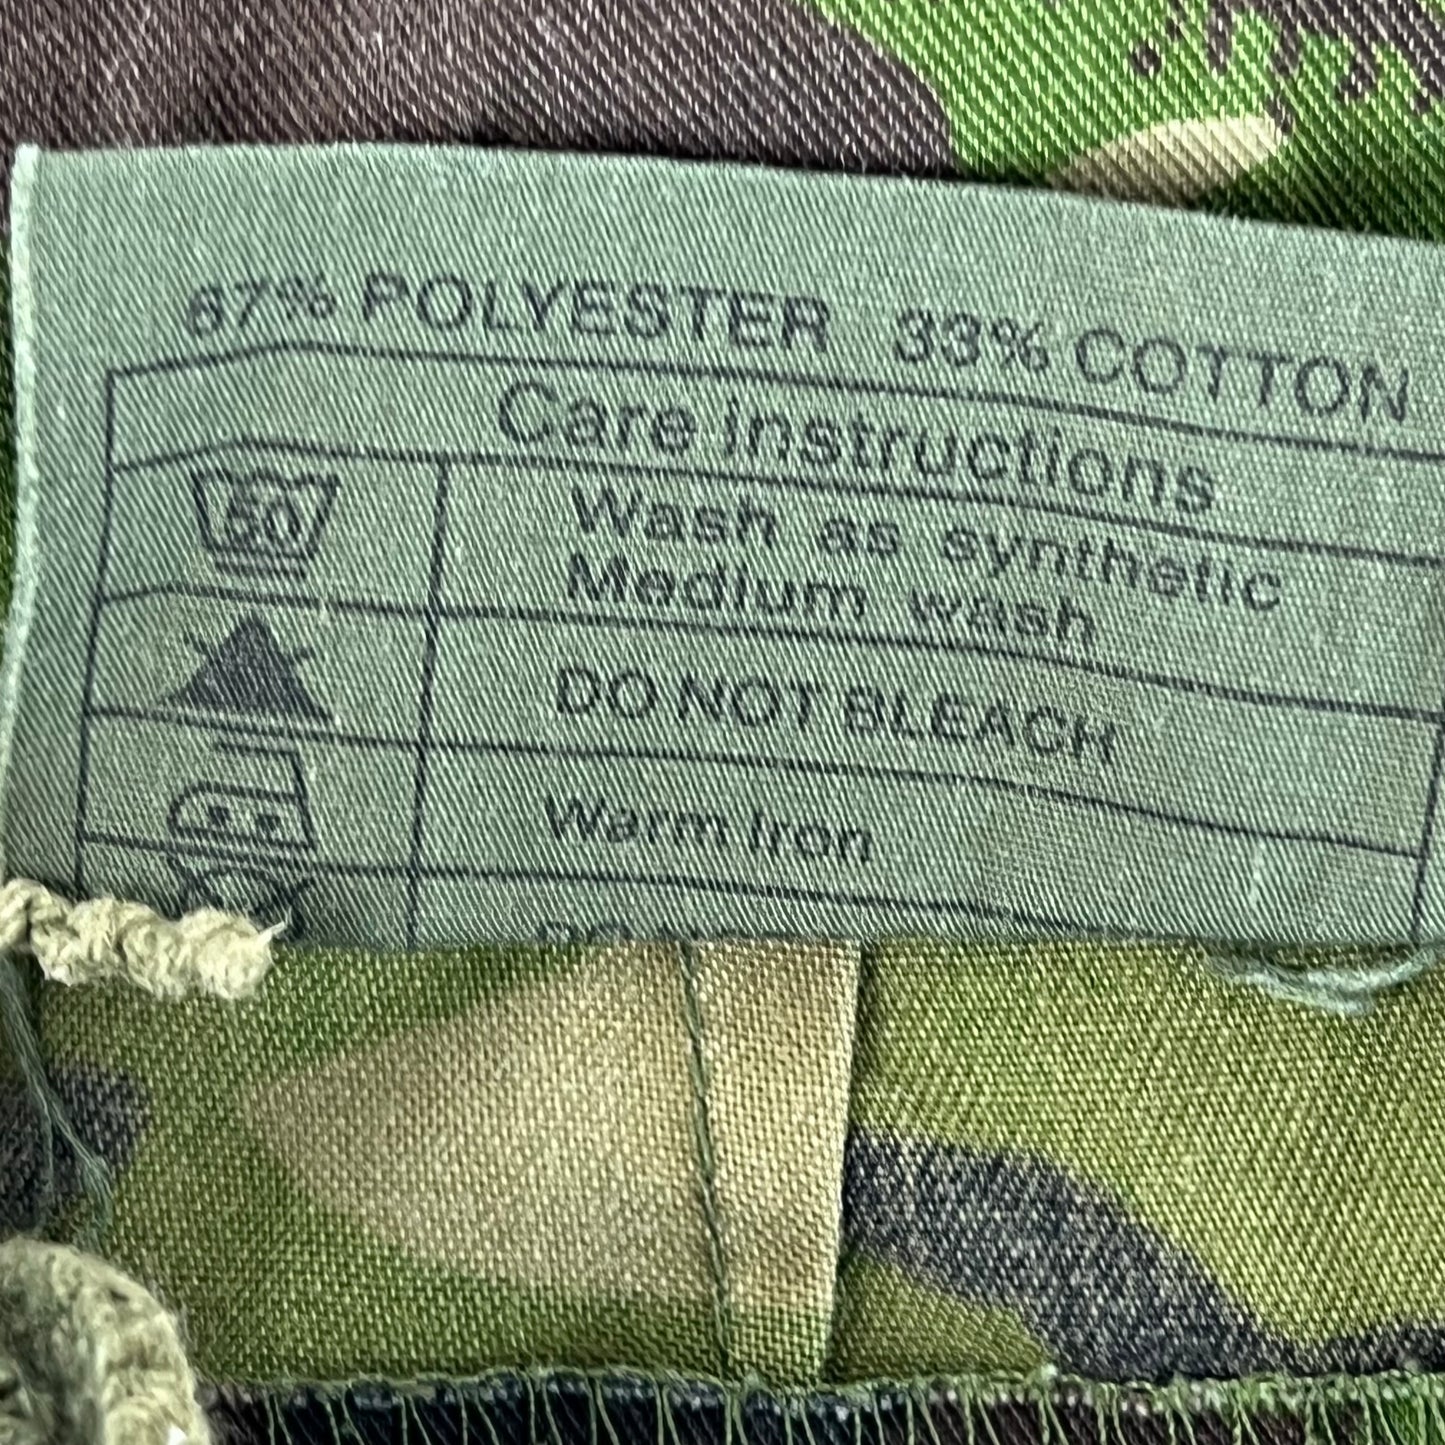 67% POLYESTER 33% COTTON
Care instructions
50
Wash as synthetic
Medium wash
DO NOT BLEACH
Warm Iron